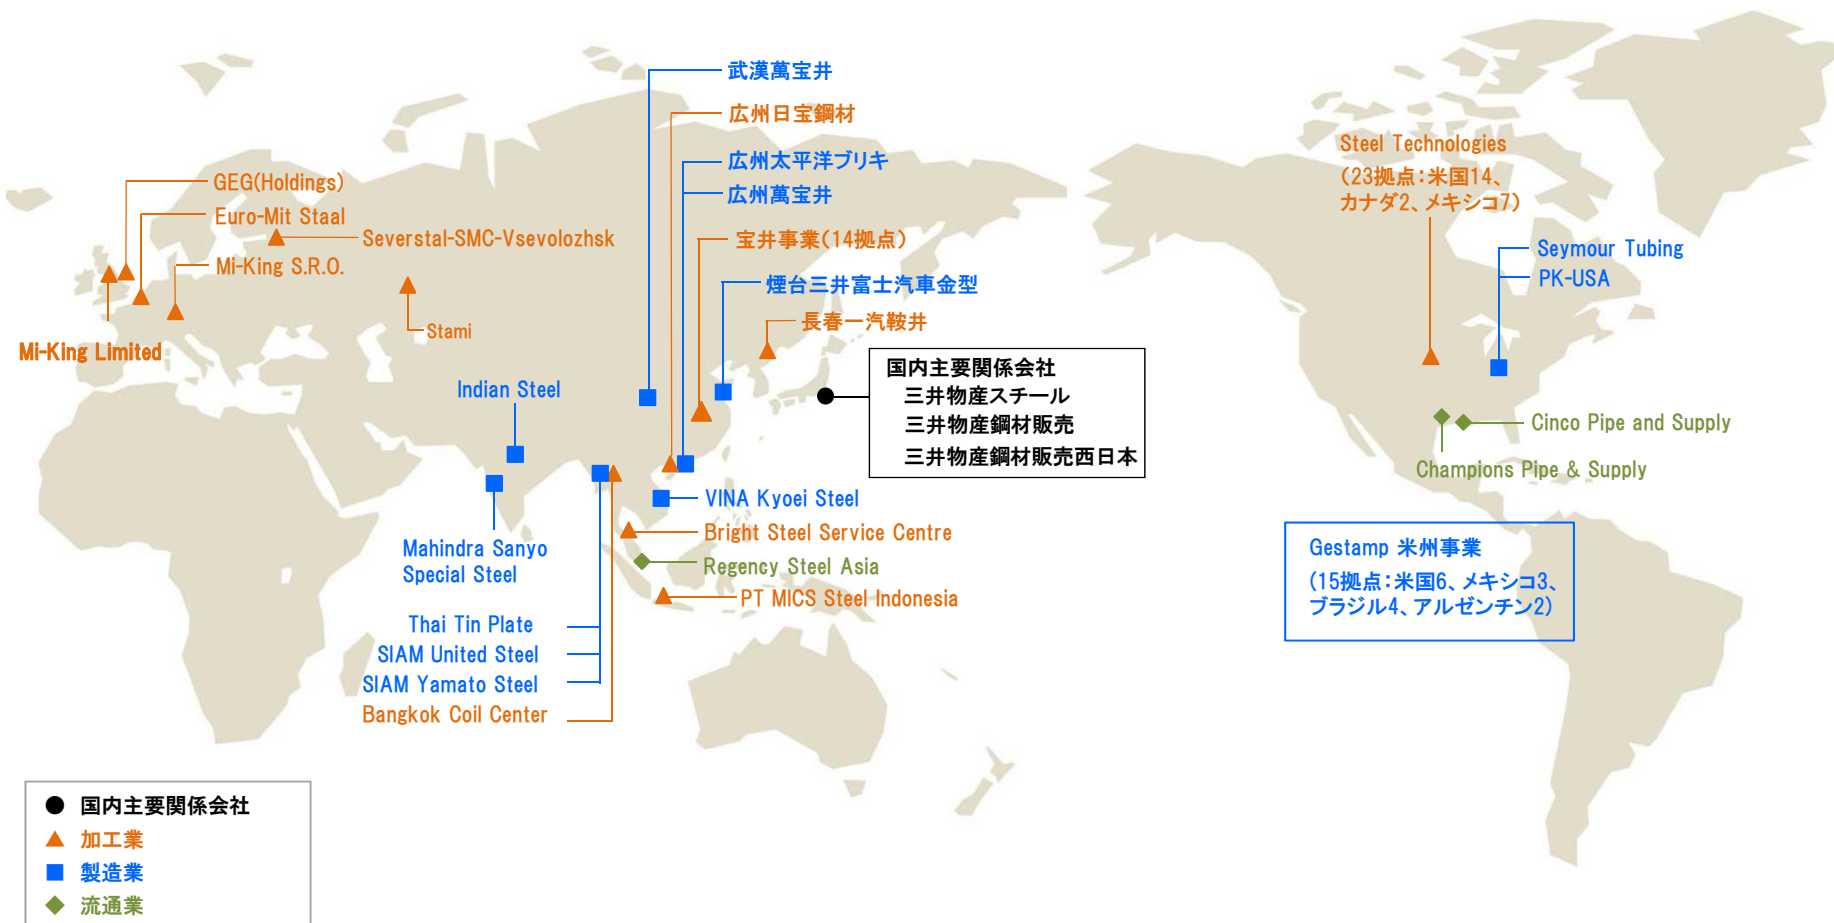 武漢萬宝井
広州日宝鋼材
広州太平洋ブリキ
広州萬宝井
宝井事業(14拠点)
煙台三井富士汽車金型
長春一汽鞍井
GEG(Holdings)
Euro-Mit Staal
Severstal-SMC-Vsevolozhsk
Mi-King S.R.O.
Stami
Mi-King Limited
国内主要関係会社
三井物産スチール
三井物産鋼材販売
三井物産鋼材販売西日本
Indian Steel
Mahindra Sanyo
Special Steel
VINA Kyoei Steel
Bright Steel Service Centre
Regency Steel Asia
PT MICS Steel Indonesia
Thai Tin Plate
SIAM United Steel
SIAM Yamato Steel
Bangkok Coil Center
Steel Technologies
(23拠点:米国14、
カナダ2、メキシコ7)
Seymour Tubing
PK-USA
Cinco Pipe and Supply
Champions Pipe & Supply
Gestamp 米州事業
(15拠点:米国6、メキシコ3、
ブラジル4、アルゼンチン2)
国内主要関係会社
加工業
製造業
流通業